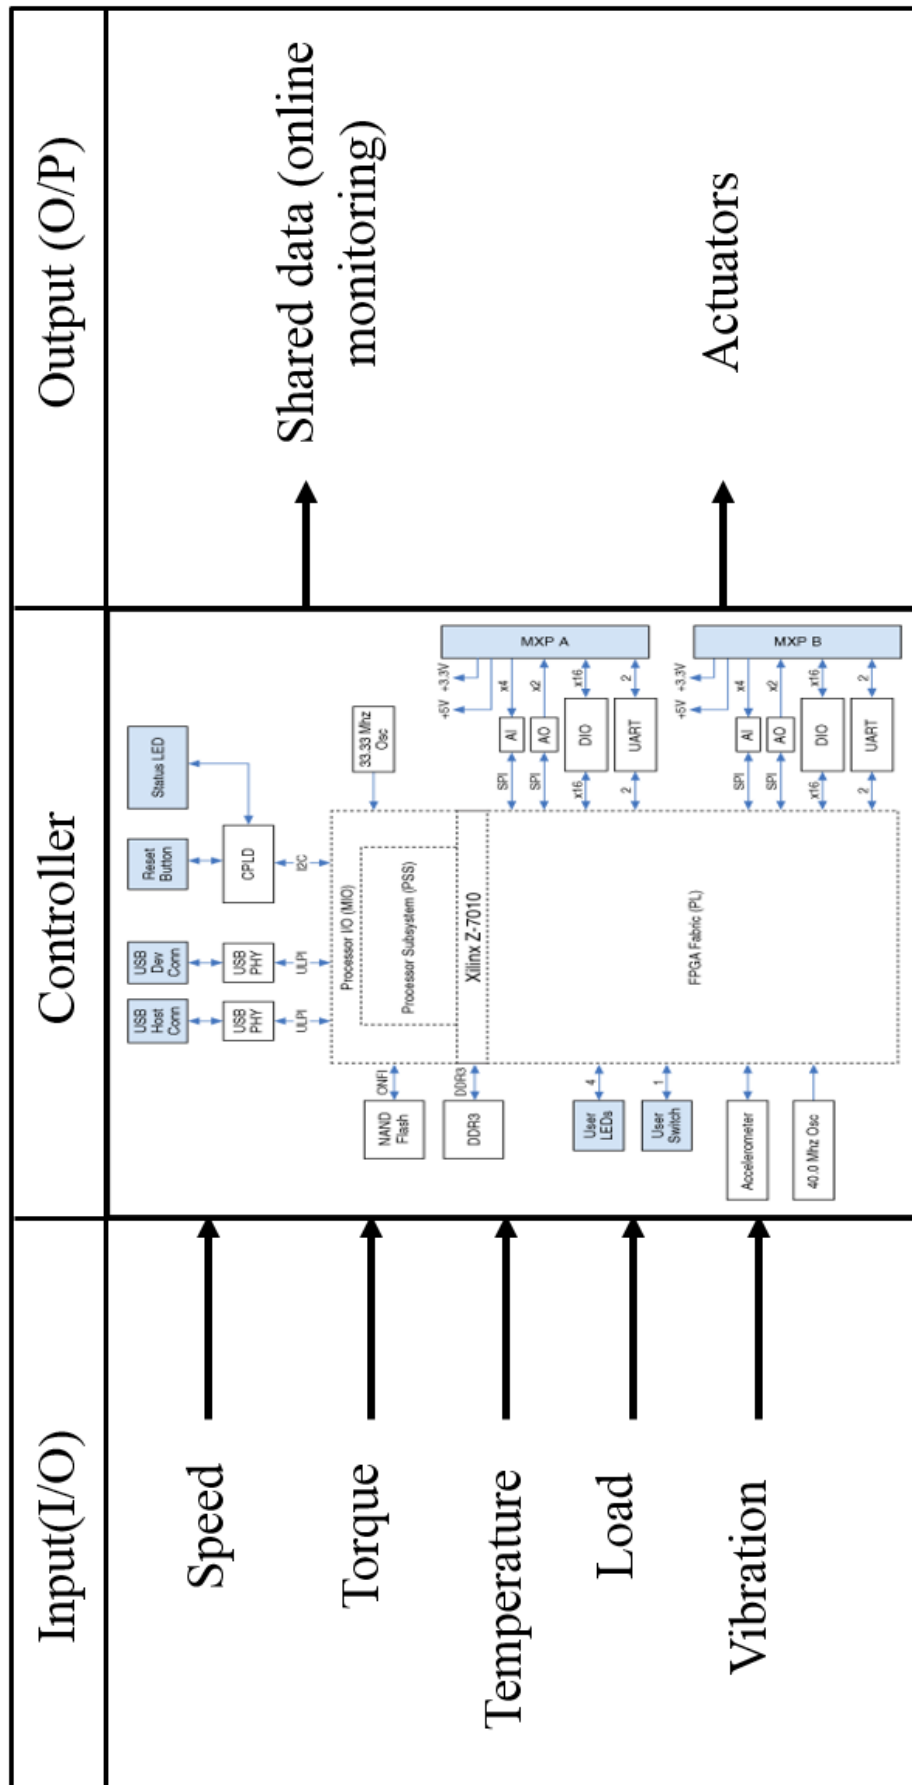 Input(I/O)
Controller
Output (O/P)
Speed
Torque
Temperature
Load
Vibration
USB
Host
Conn
USB
Dev
Conn
Reset
Button
Status LED
USB
PHY
USB
PHY
CPLD
ULPI
ULPI
I2C
33.33 Mhz
Osc
Processor I/O (MIO)
Processor Subsystem (PSS)
Xilinx Z-7010
FPGA Fabric (PL)
NAND
Flash
ONFI
DDR3
DDR3
User
LEDs
4
User
Switch
1
Accelerometer
40.0 Mhz Osc
+5V
+3.3V
SPI
AI
x4
SPI
AO
x2
x16
DIO
x16
2
UART
2
MXP A
+5V
+3.3V
SPI
AI
x4
SPI
AO
x2
x16
DIO
x16
2
UART
2
MXP B
Shared data (online
monitoring)
Actuators